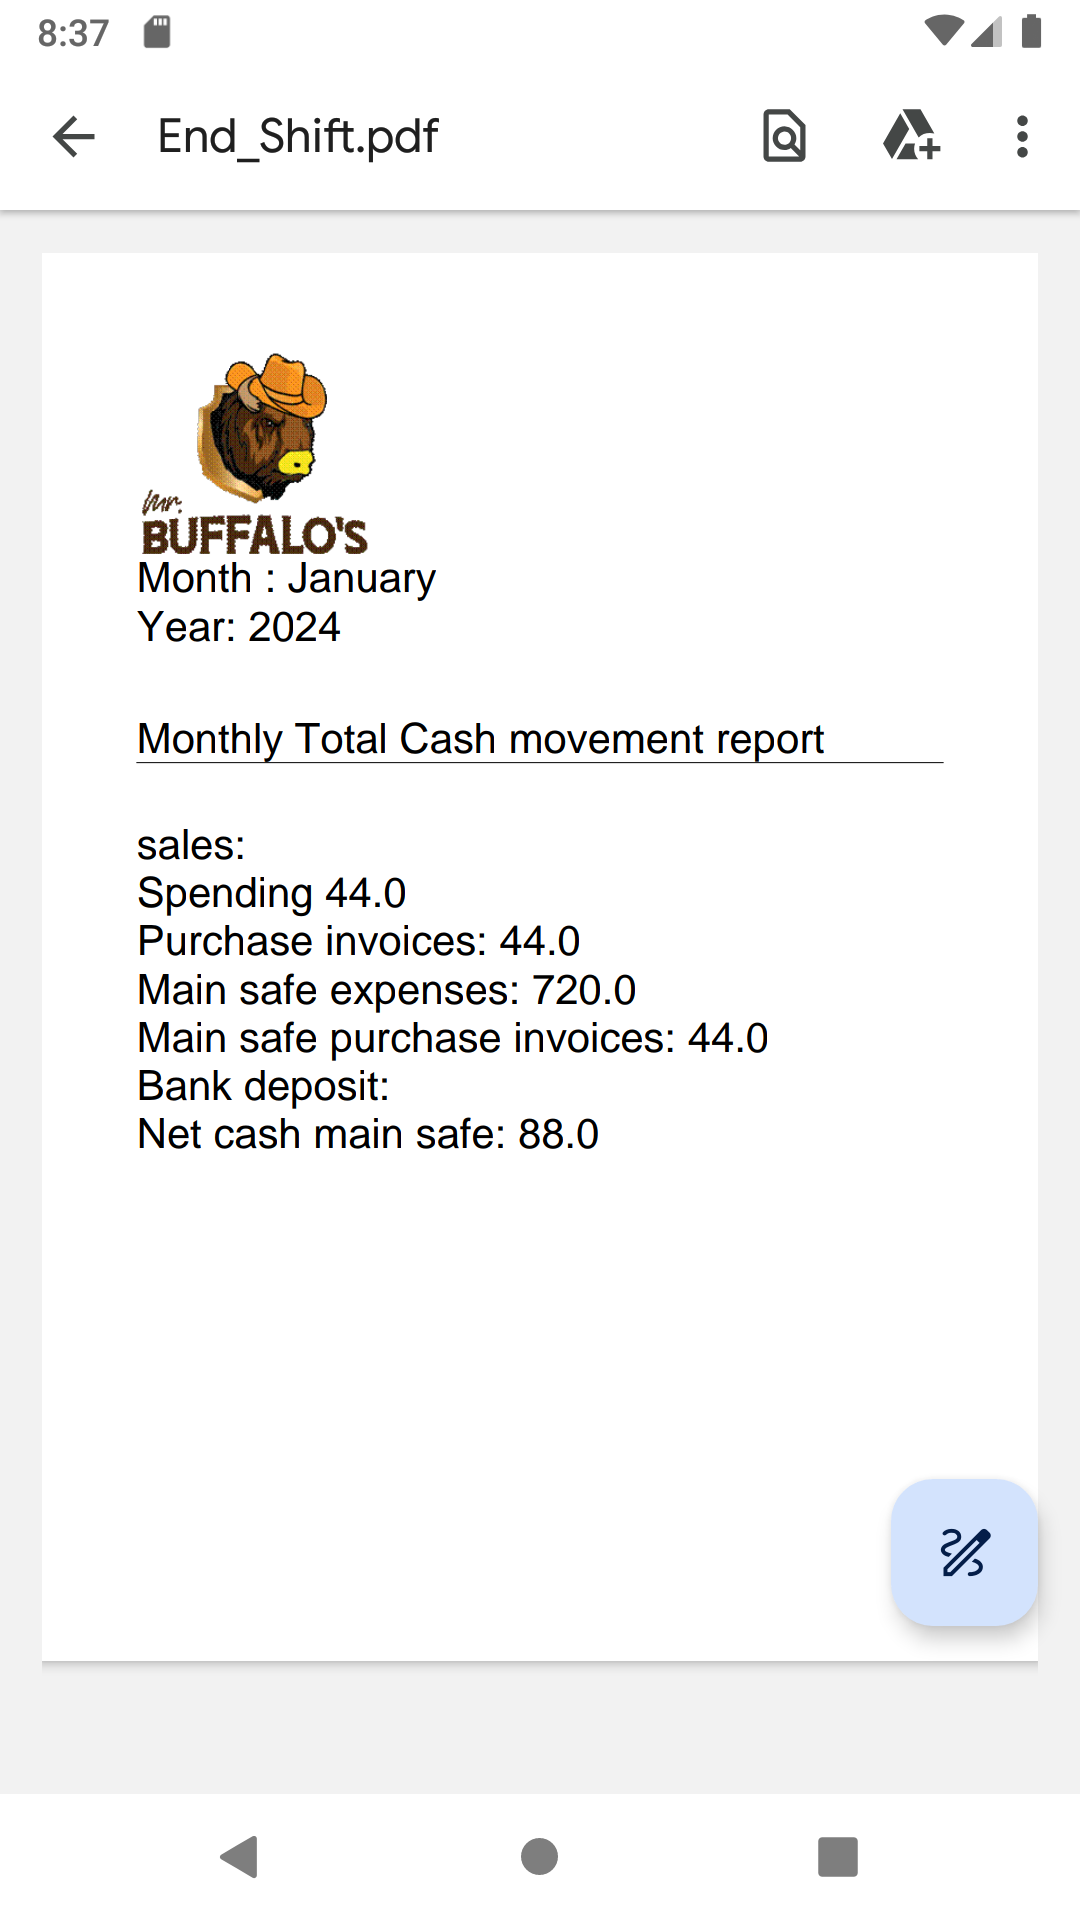 8:37
End_Shift.pdf
Mr.
BUFFALO'S
Month : January
Year: 2024
Monthly Total Cash movement report
sales:
Spending 44.0
Purchase invoices: 44.0
Main safe expenses: 720.0
Main safe purchase invoices: 44.0
Bank deposit:
Net cash main safe: 88.0